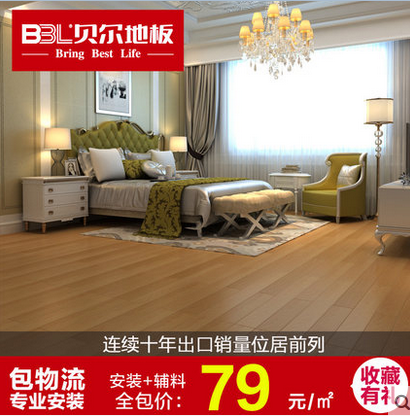 BBL贝尔地板
Bring Best Life
连续十年出口销量位居前列
包物流
专业安装
安装+辅料
全包价:
79元/㎡
收藏
有礼